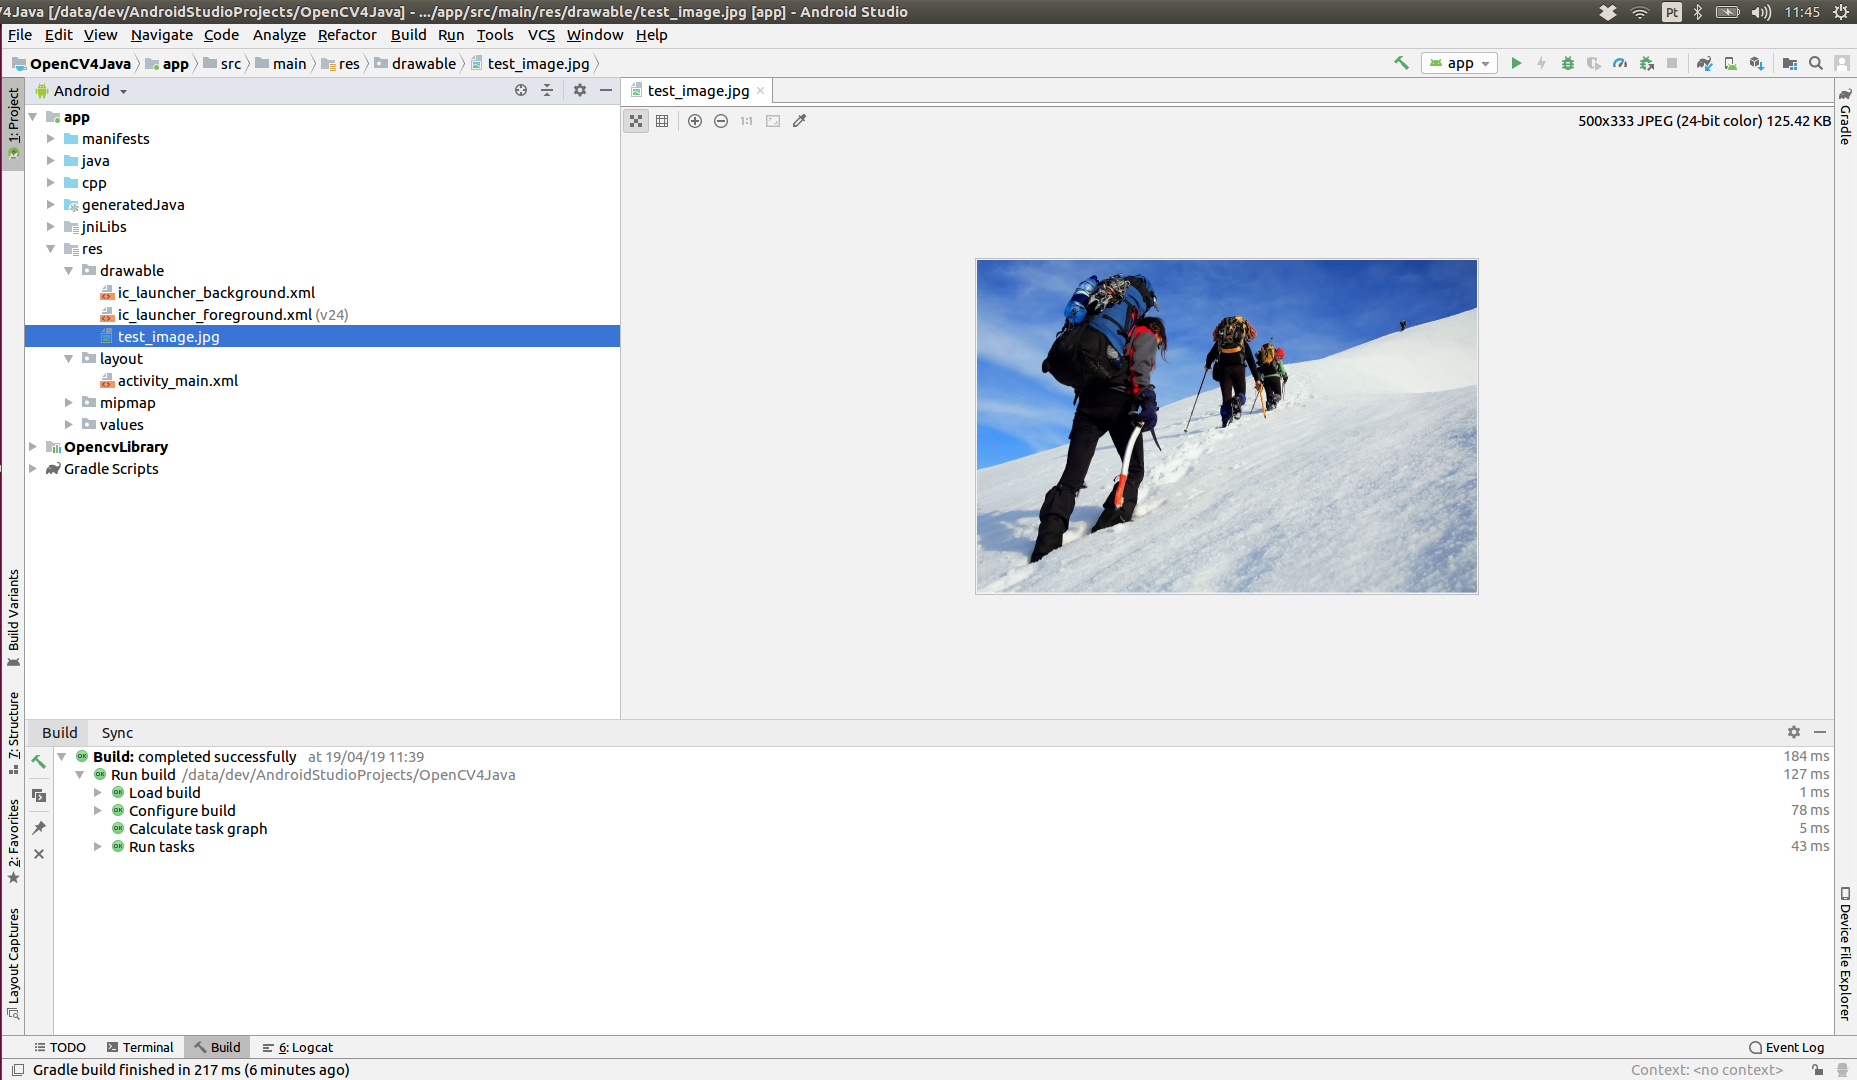 /4Java [/data/dev/AndroidStudioProjects/OpenCV4Java] - .../app/src/main/res/drawable/test_image.jpg [app] - Android Studio
Pt
11:45
File Edit View Navigate Code Analyze Refactor Build Run Tools VCS Window Help
OpenCV4Java app src main res drawable test_image.jpg
app
1: Project
Android
test_image.jpg
Gradle
1:1
500x333 JPEG (24-bit color) 125.42 KB
app
manifests
java
cpp
generatedJava
jniLibs
res
drawable
ic_launcher_background.xml
ic_launcher_foreground.xml (v24)
test_image.jpg
layout
activity_main.xml
mipmap
values
OpencvLibrary
Gradle Scripts
Build Variants
7: Structure
2: Favorites
Layout Captures
Build Sync
Build: completed successfully at 19/04/19 11:39 184 ms
Run build /data/dev/AndroidStudioProjects/OpenCV4Java 127 ms
Load build 1 ms
Configure build 78 ms
Calculate task graph 5 ms
Run tasks 43 ms
Device File Explorer
TODO Terminal Build 6: Logcat Event Log
Gradle build finished in 217 ms (6 minutes ago) Context: <no context>